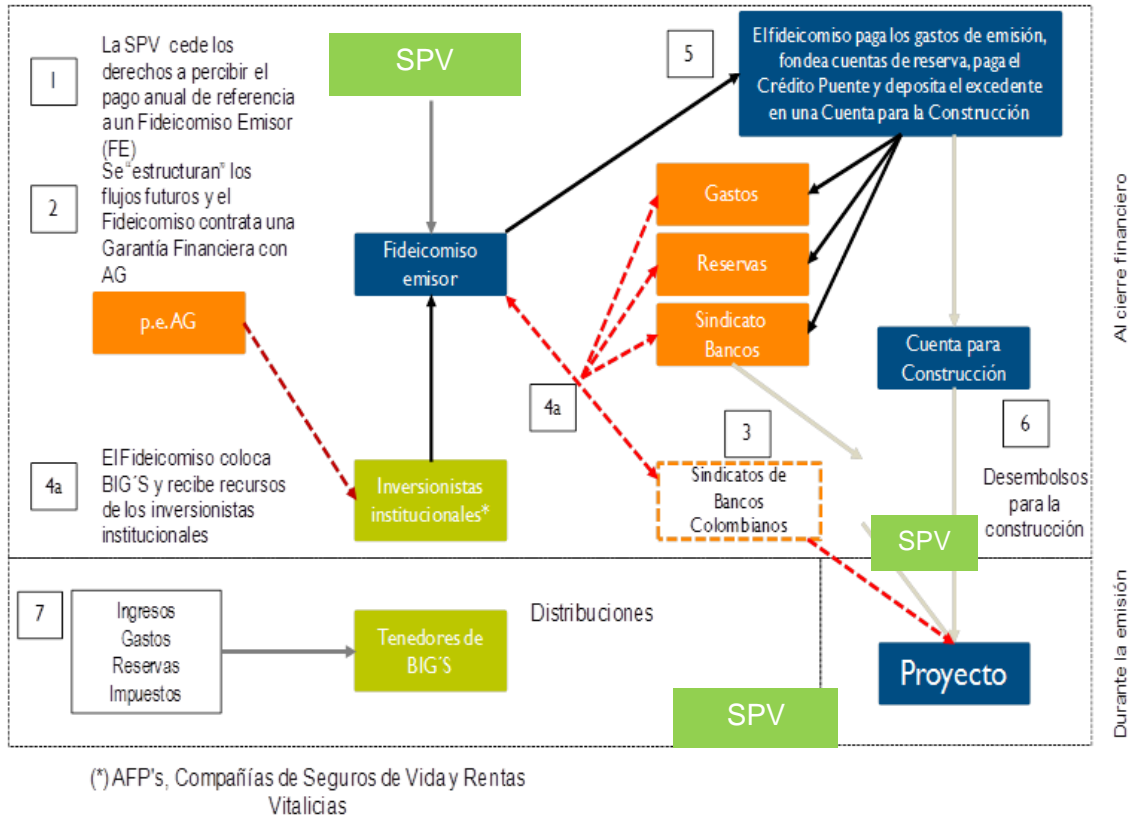 1
La SPV cede los
derechos a percibir el
pago anual de referencia
a un Fideicomiso Emisor
(FE)
2
Se "estructuran" los
flujos futuros y el
Fideicomiso contrata una
Garantía Financiera con
AG
p.e. AG
4a
El Fideicomiso coloca
BIG´S y recibe recursos
de los inversionistas
institucionales
SPV
Fideicomiso
emisor
Inversionistas
institucionales*
5
El fideicomiso paga los gastos de emisión,
fondea cuentas de reserva, paga el
Crédito Puente y deposita el excedente
en una Cuenta para la Construcción
Gastos
Reservas
Sindicato
Bancos
4a
3
Sindicatos de
Bancos
Colombianos
Cuenta para
Construcción
6
Desembolsos
para la
construcción
SPV
Al cierre financiero
7
Ingresos
Gastos
Reservas
Impuestos
Tenedores de
BIG´S
Distribuciones
SPV
Proyecto
Durante la emisión
(*) AFP's, Compañías de Seguros de Vida y Rentas
Vitalicias